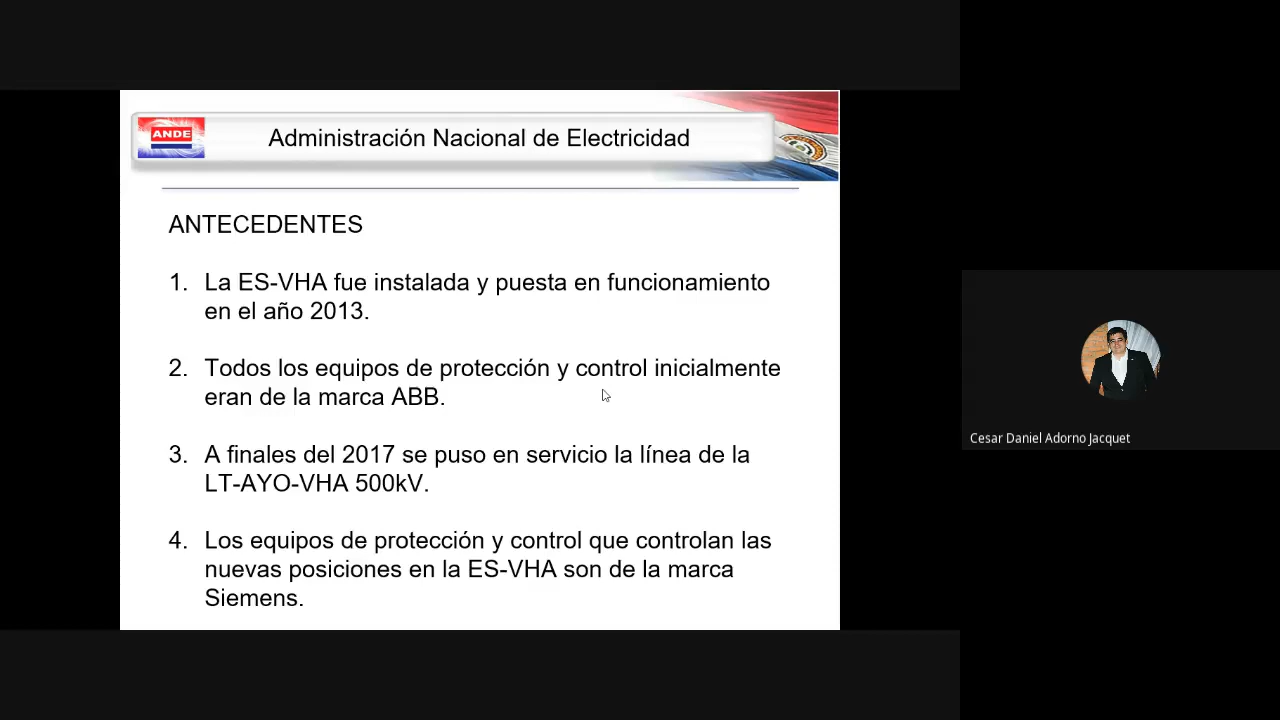 ANDE
Administración Nacional de Electricidad
ANTECEDENTES
1. La ES-VHA fue instalada y puesta en funcionamiento
en el año 2013.
2. Todos los equipos de protección y control inicialmente
eran de la marca ABB.
3. A finales del 2017 se puso en servicio la línea de la
LT-AYO-VHA 500kV.
4. Los equipos de protección y control que controlan las
nuevas posiciones en la ES-VHA son de la marca
Siemens.
Cesar Daniel Adorno Jacquet